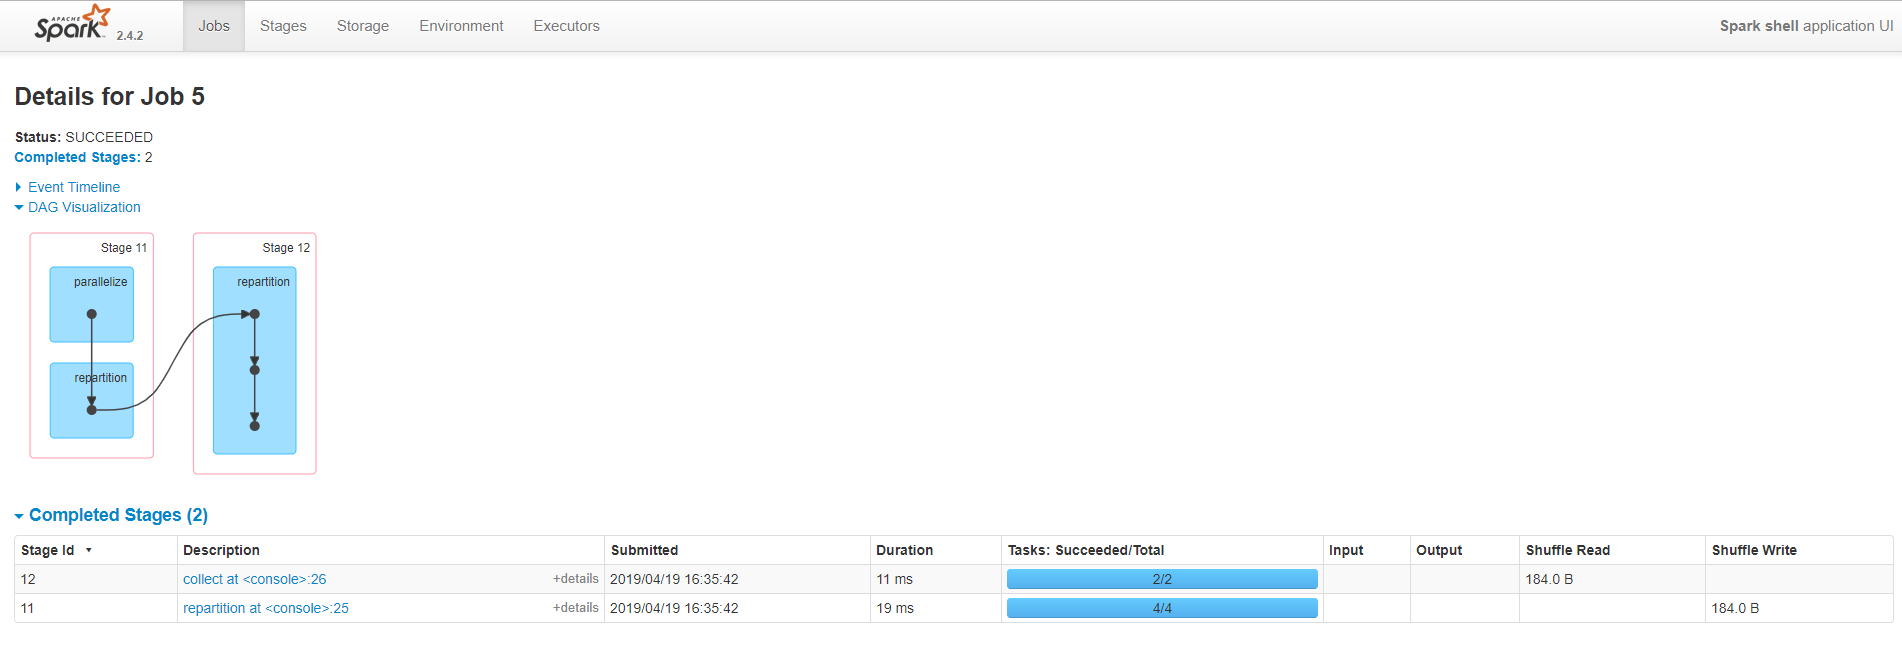 APACHE Spark 2.4.2 Jobs Stages Storage Environment Executors Spark shell application UI
Details for Job 5
Status: SUCCEEDED
Completed Stages: 2
Event Timeline
DAG Visualization
Stage 11
parallelize
repartition
Stage 12
repartition
Completed Stages (2)
Stage Id Description Submitted Duration Tasks: Succeeded/Total Input Output Shuffle Read Shuffle Write
12 collect at <console>:26 +details 2019/04/19 16:35:42 11 ms 2/2 184.0 B
11 repartition at <console>:25 +details 2019/04/19 16:35:42 19 ms 4/4 184.0 B